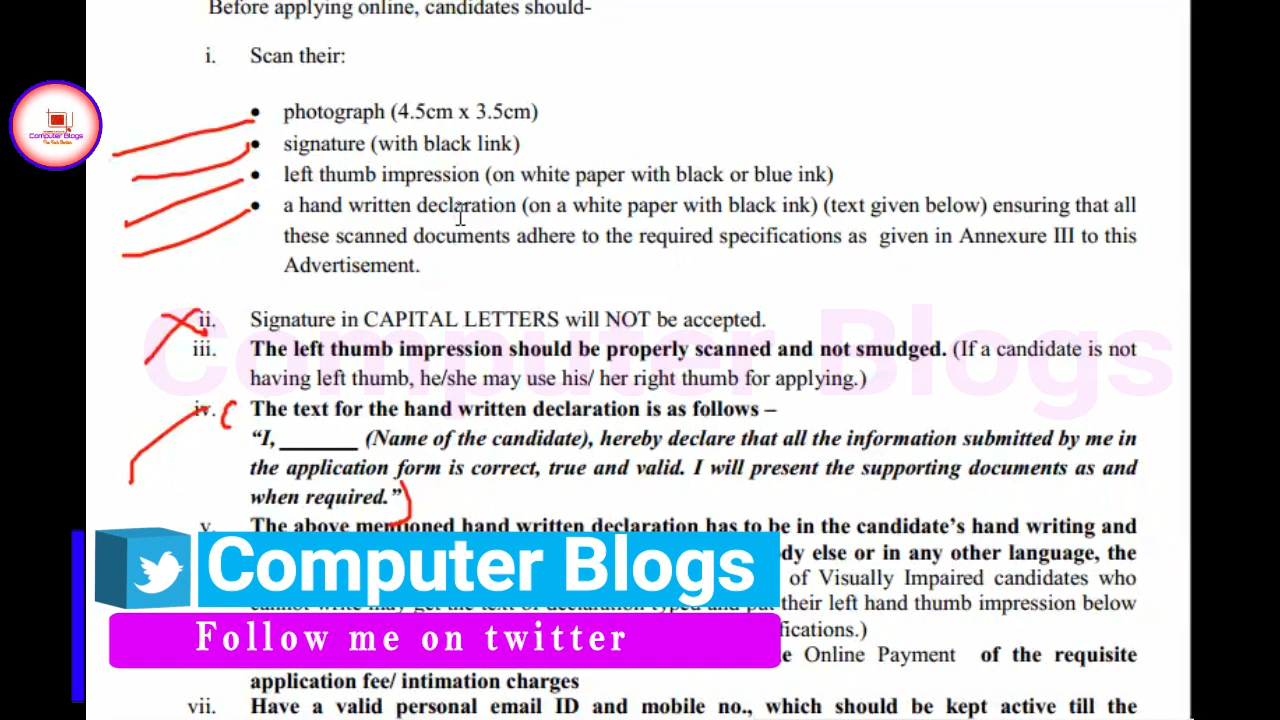 Before applying online, candidates should-
i. Scan their:
• photograph (4.5cm x 3.5cm)
Computer Blogs
• signature (with black link)
• left thumb impression (on white paper with black or blue ink)
• a hand written declaration (on a white paper with black ink) (text given below) ensuring that all
these scanned documents adhere to the required specifications as given in Annexure III to this
Advertisement.
ii. Signature in CAPITAL LETTERS will NOT be accepted.
Computer Blogs
iii. The left thumb impression should be properly scanned and not smudged. (If a candidate is not
having left thumb, he/she may use his/ her right thumb for applying.)
iv. The text for the hand written declaration is as follows –
“I, _______ (Name of the candidate), hereby declare that all the information submitted by me in
the application form is correct, true and valid. I will present the supporting documents as and
when required.”
v. The above mentioned hand written declaration has to be in the candidate’s hand writing and
else or in any other language, the
Computer Blogs
of Visually Impaired candidates who
their left hand thumb impression below
Follow me on twitter
Online Payment of the requisite
application fee/ intimation charges
vii. Have a valid personal email ID and mobile no., which should be kept active till the